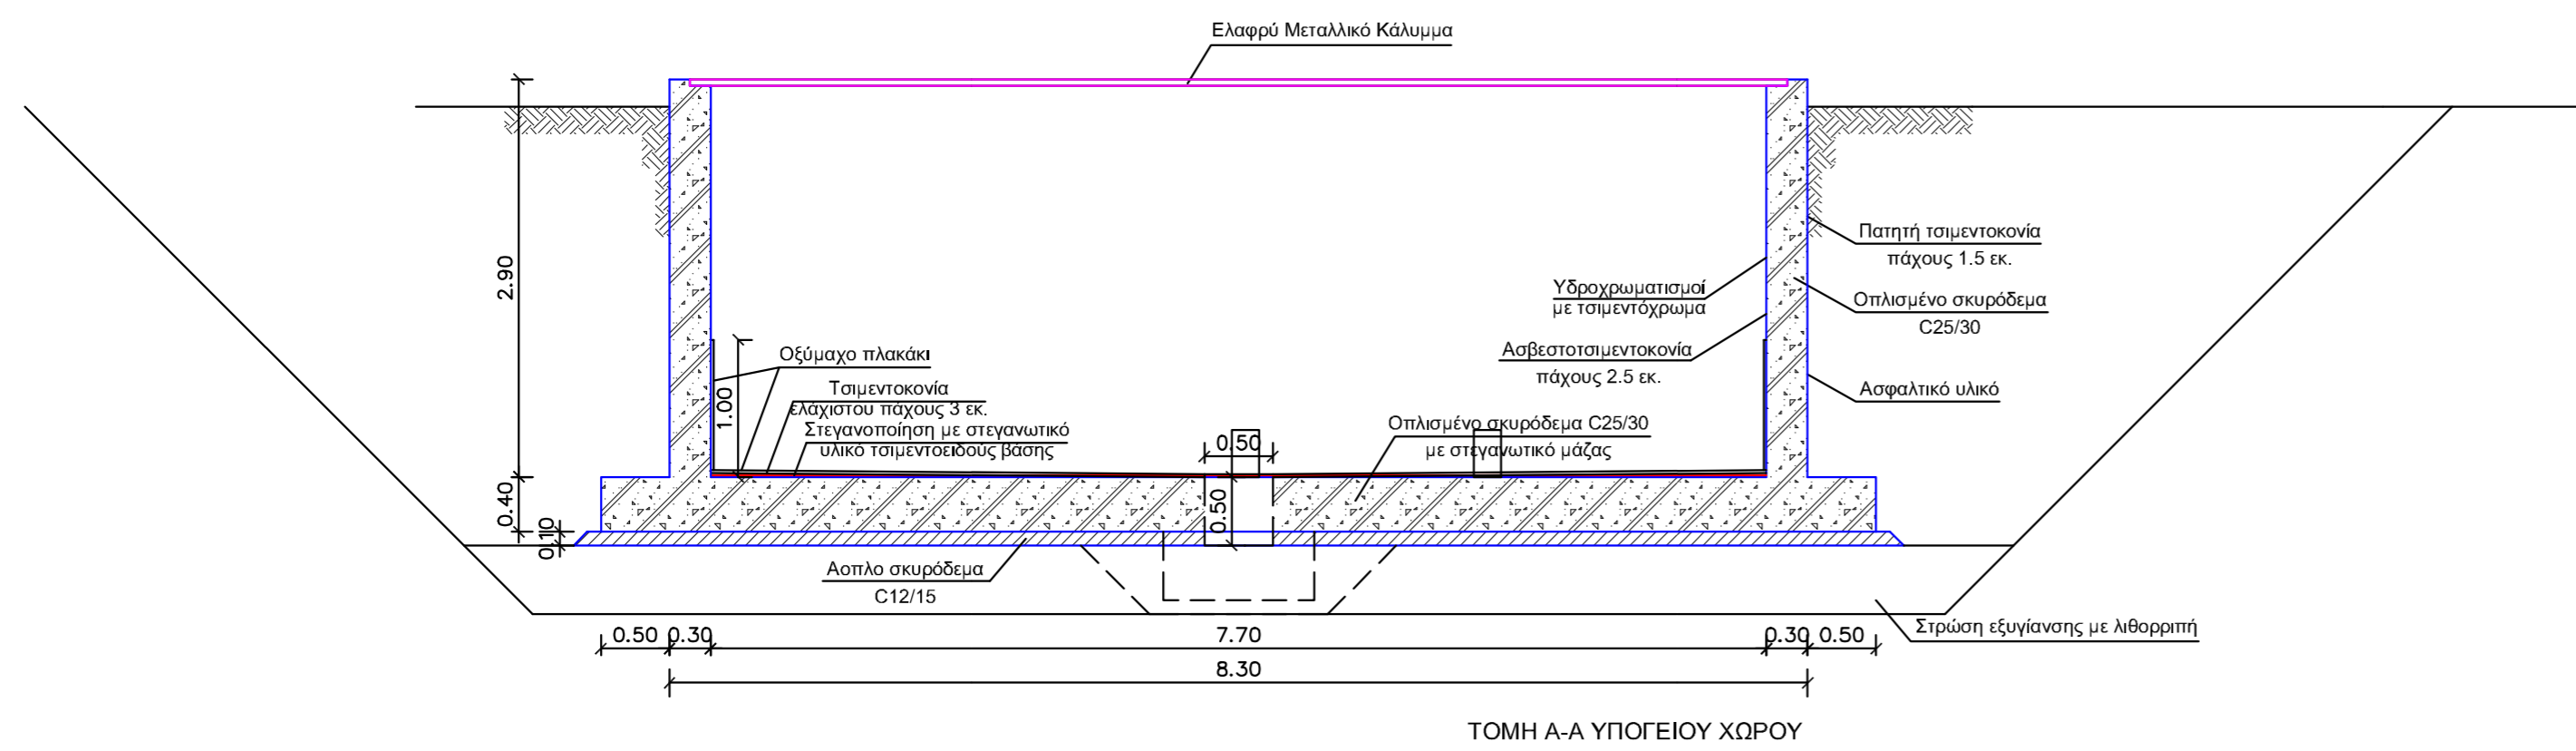 Ελαφρύ Μεταλλικό Κάλυμμα
2.90
Πατητή τσιμεντοκονία
πάχους 1.5 εκ.
Υδροχρωματισμοί
με τσιμεντόχρωμα
Οπλισμένο σκυρόδεμα
C25/30
Οξύμαχο πλακάκι
Ασβεστοτσιμεντοκονία
πάχους 2.5 εκ.
Ασφαλτικό υλικό
1.00
Τσιμεντοκονία
ελάχιστου πάχους 3 εκ.
Στεγανοποίηση με στεγανωτικό
υλικό τσιμεντοειδούς βάσης
Οπλισμένο σκυρόδεμα C25/30
με στεγανωτικό μάζας
0.50
0.40
0.50
0.10
Αοπλο σκυρόδεμα
C12/15
Στρώση εξυγίανσης με λιθορριπή
0.50 0.30 7.70 0.30 0.50
8.30
ΤΟΜΗ Α-Α ΥΠΟΓΕΙΟΥ ΧΩΡΟΥ